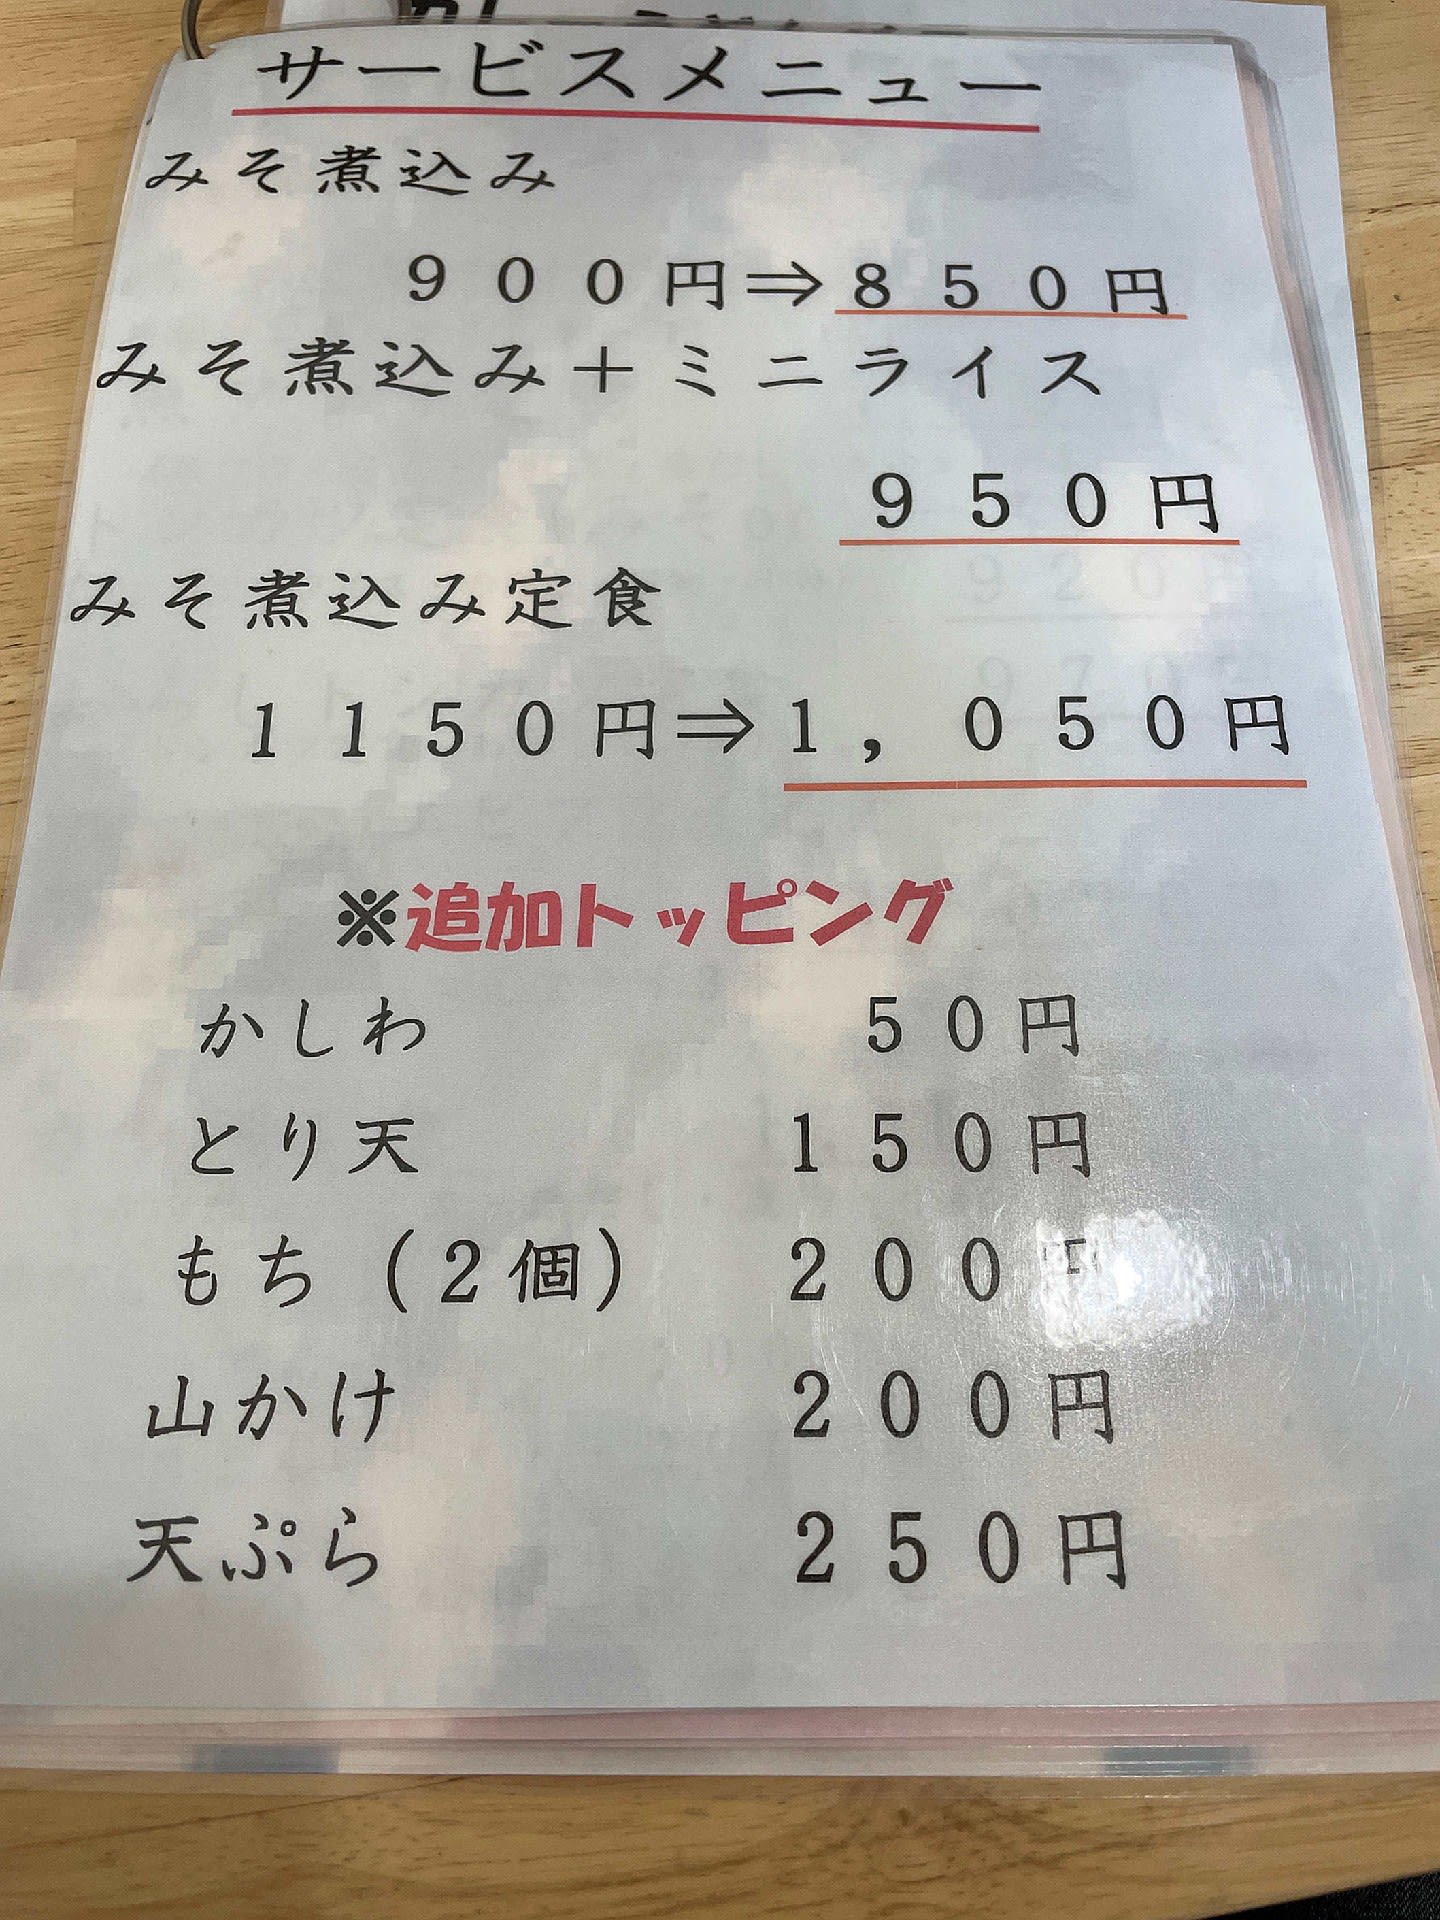 サービスメニュー
みそ煮込み
９００円⇒８５０円
みそ煮込み＋ミニライス
９５０円
みそ煮込み定食
１１５０円⇒１，０５０円
※追加トッピング
かしわ　５０円
とり天　１５０円
もち（２個）　２００円
山かけ　２００円
天ぷら　２５０円